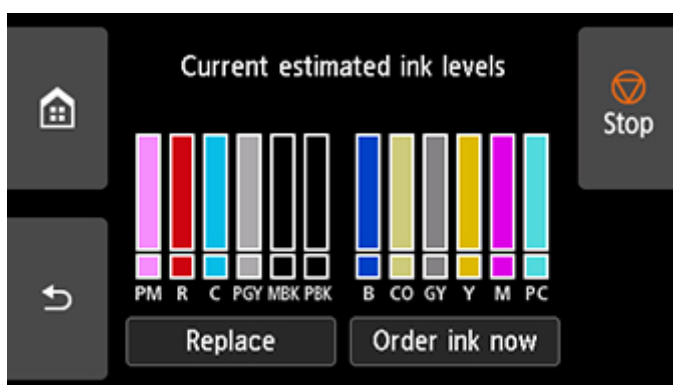 Current estimated ink levels
Stop
PM R C PGY MBK PBK B CO GY Y M PC
Replace Order ink now